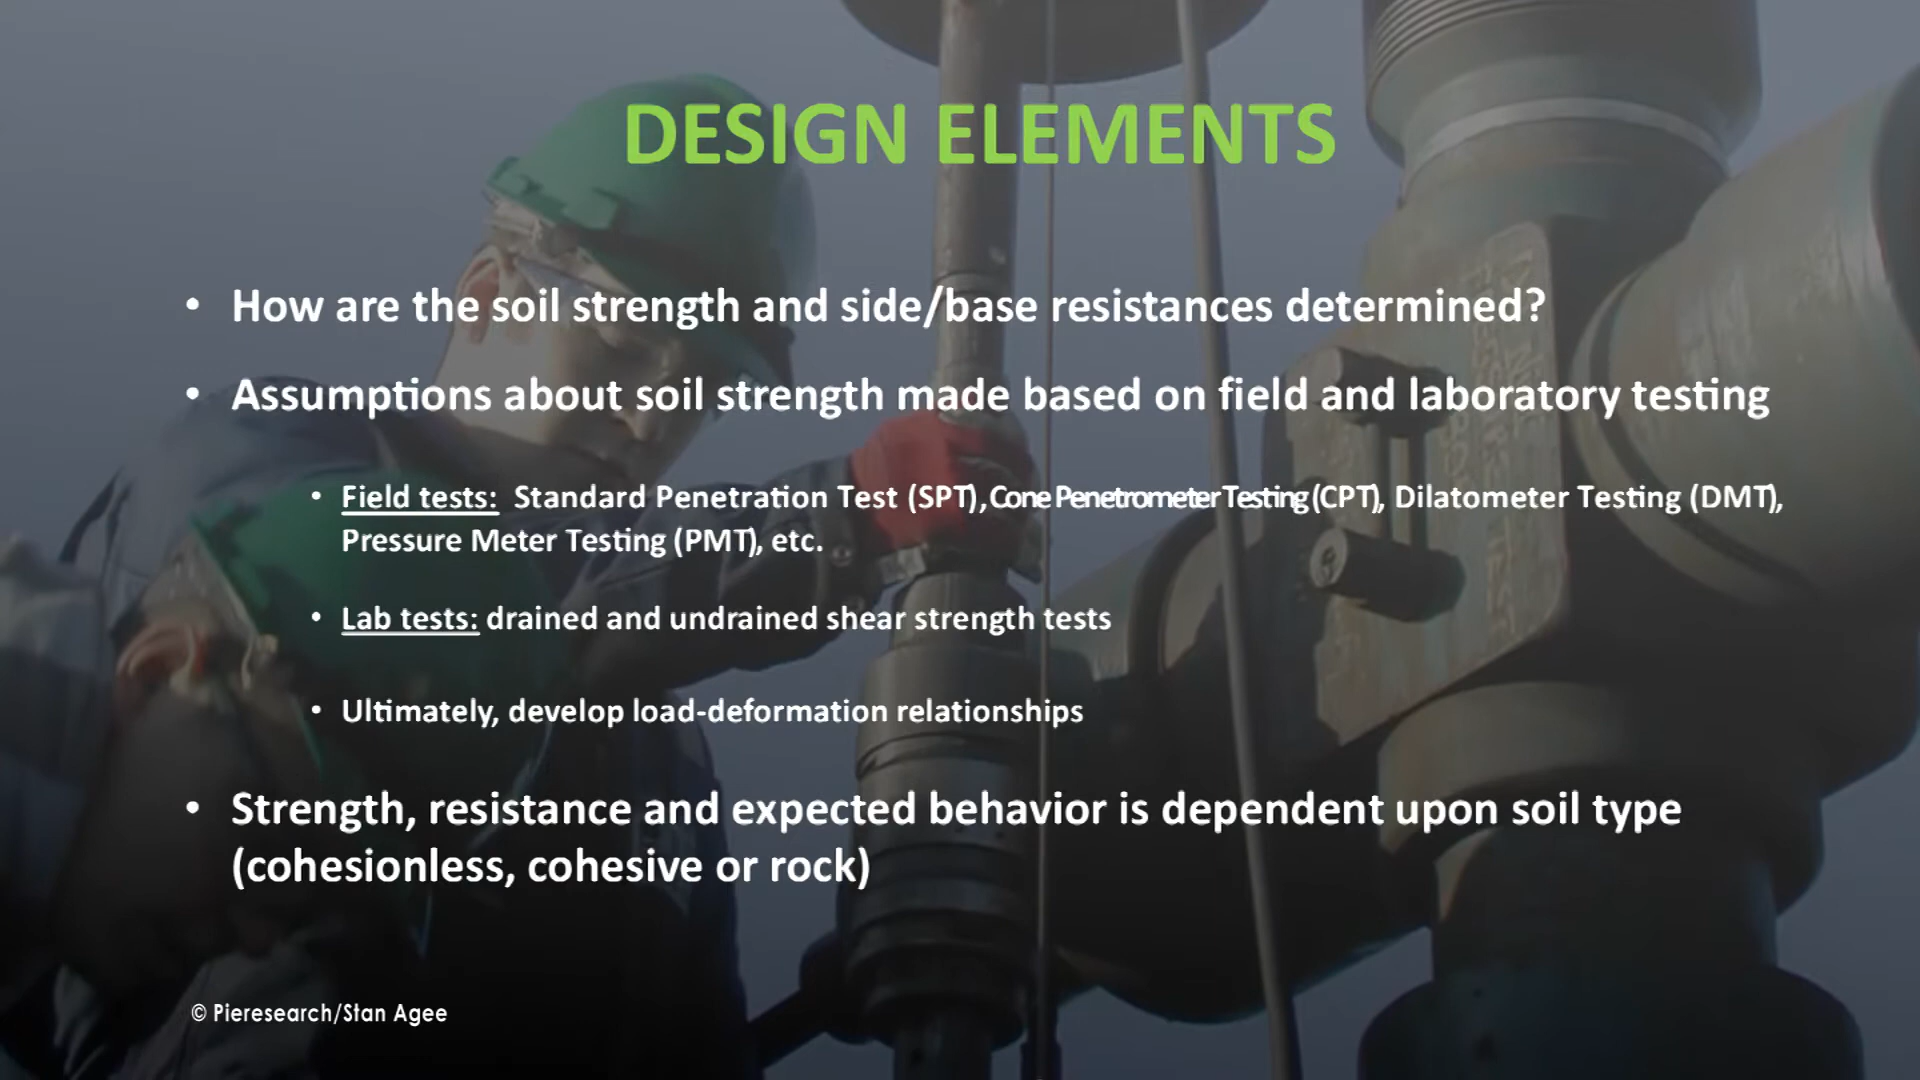 DESIGN ELEMENTS
• How are the soil strength and side/base resistances determined?
• Assumptions about soil strength made based on field and laboratory testing
• Field tests: Standard Penetration Test (SPT), Cone Penetrometer Testing (CPT), Dilatometer Testing (DMT),
Pressure Meter Testing (PMT), etc.
• Lab tests: drained and undrained shear strength tests
• Ultimately, develop load-deformation relationships
• Strength, resistance and expected behavior is dependent upon soil type
(cohesionless, cohesive or rock)
© Pieresearch/Stan Agee